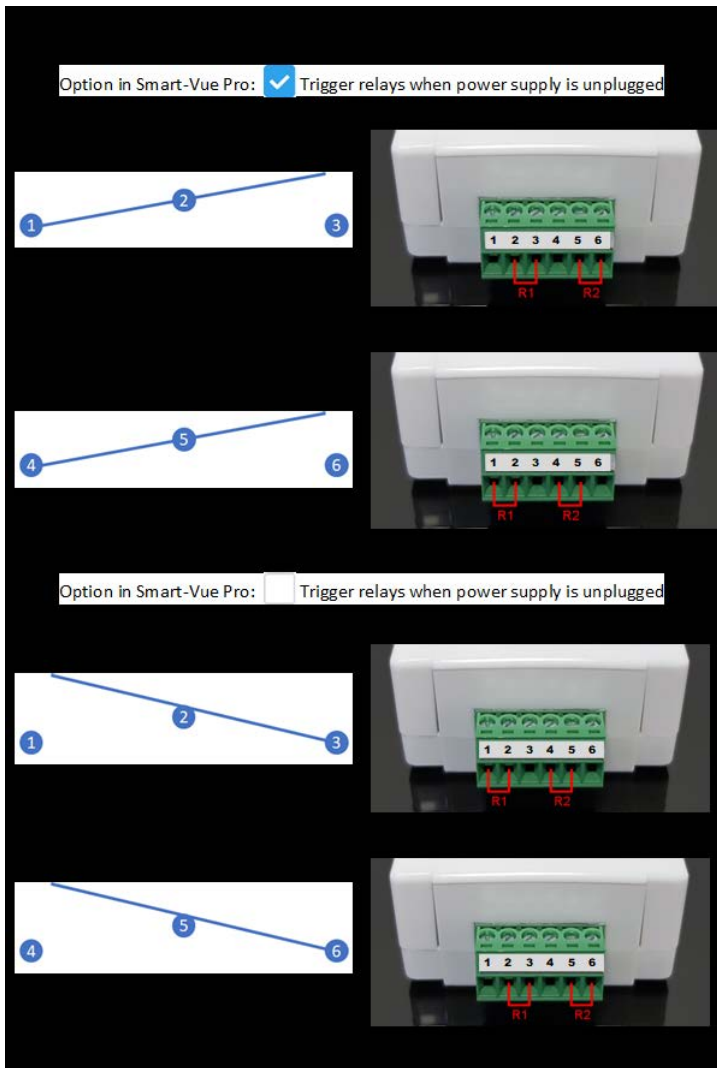 Option in Smart-Vue Pro: Trigger relays when power supply is unplugged
1 2 3
1 2 3 4 5 6
R1 R2
4 5 6
1 2 3 4 5 6
R1 R2
Option in Smart-Vue Pro: Trigger relays when power supply is unplugged
1 2 3
1 2 3 4 5 6
R1 R2
4 5 6
1 2 3 4 5 6
R1 R2